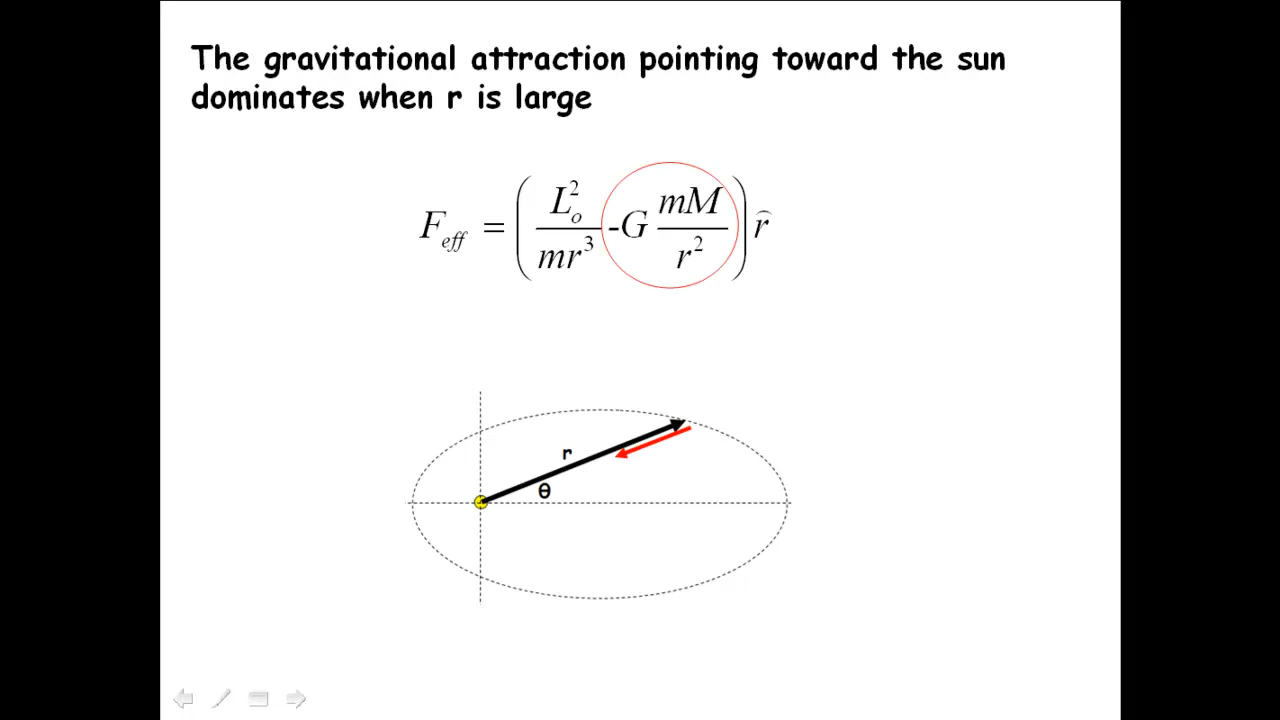 The gravitational attraction pointing toward the sun
dominates when r is large
F_eff = ( L_o^2 / mr^3 -G mM / r^2 ) r̂
r
θ